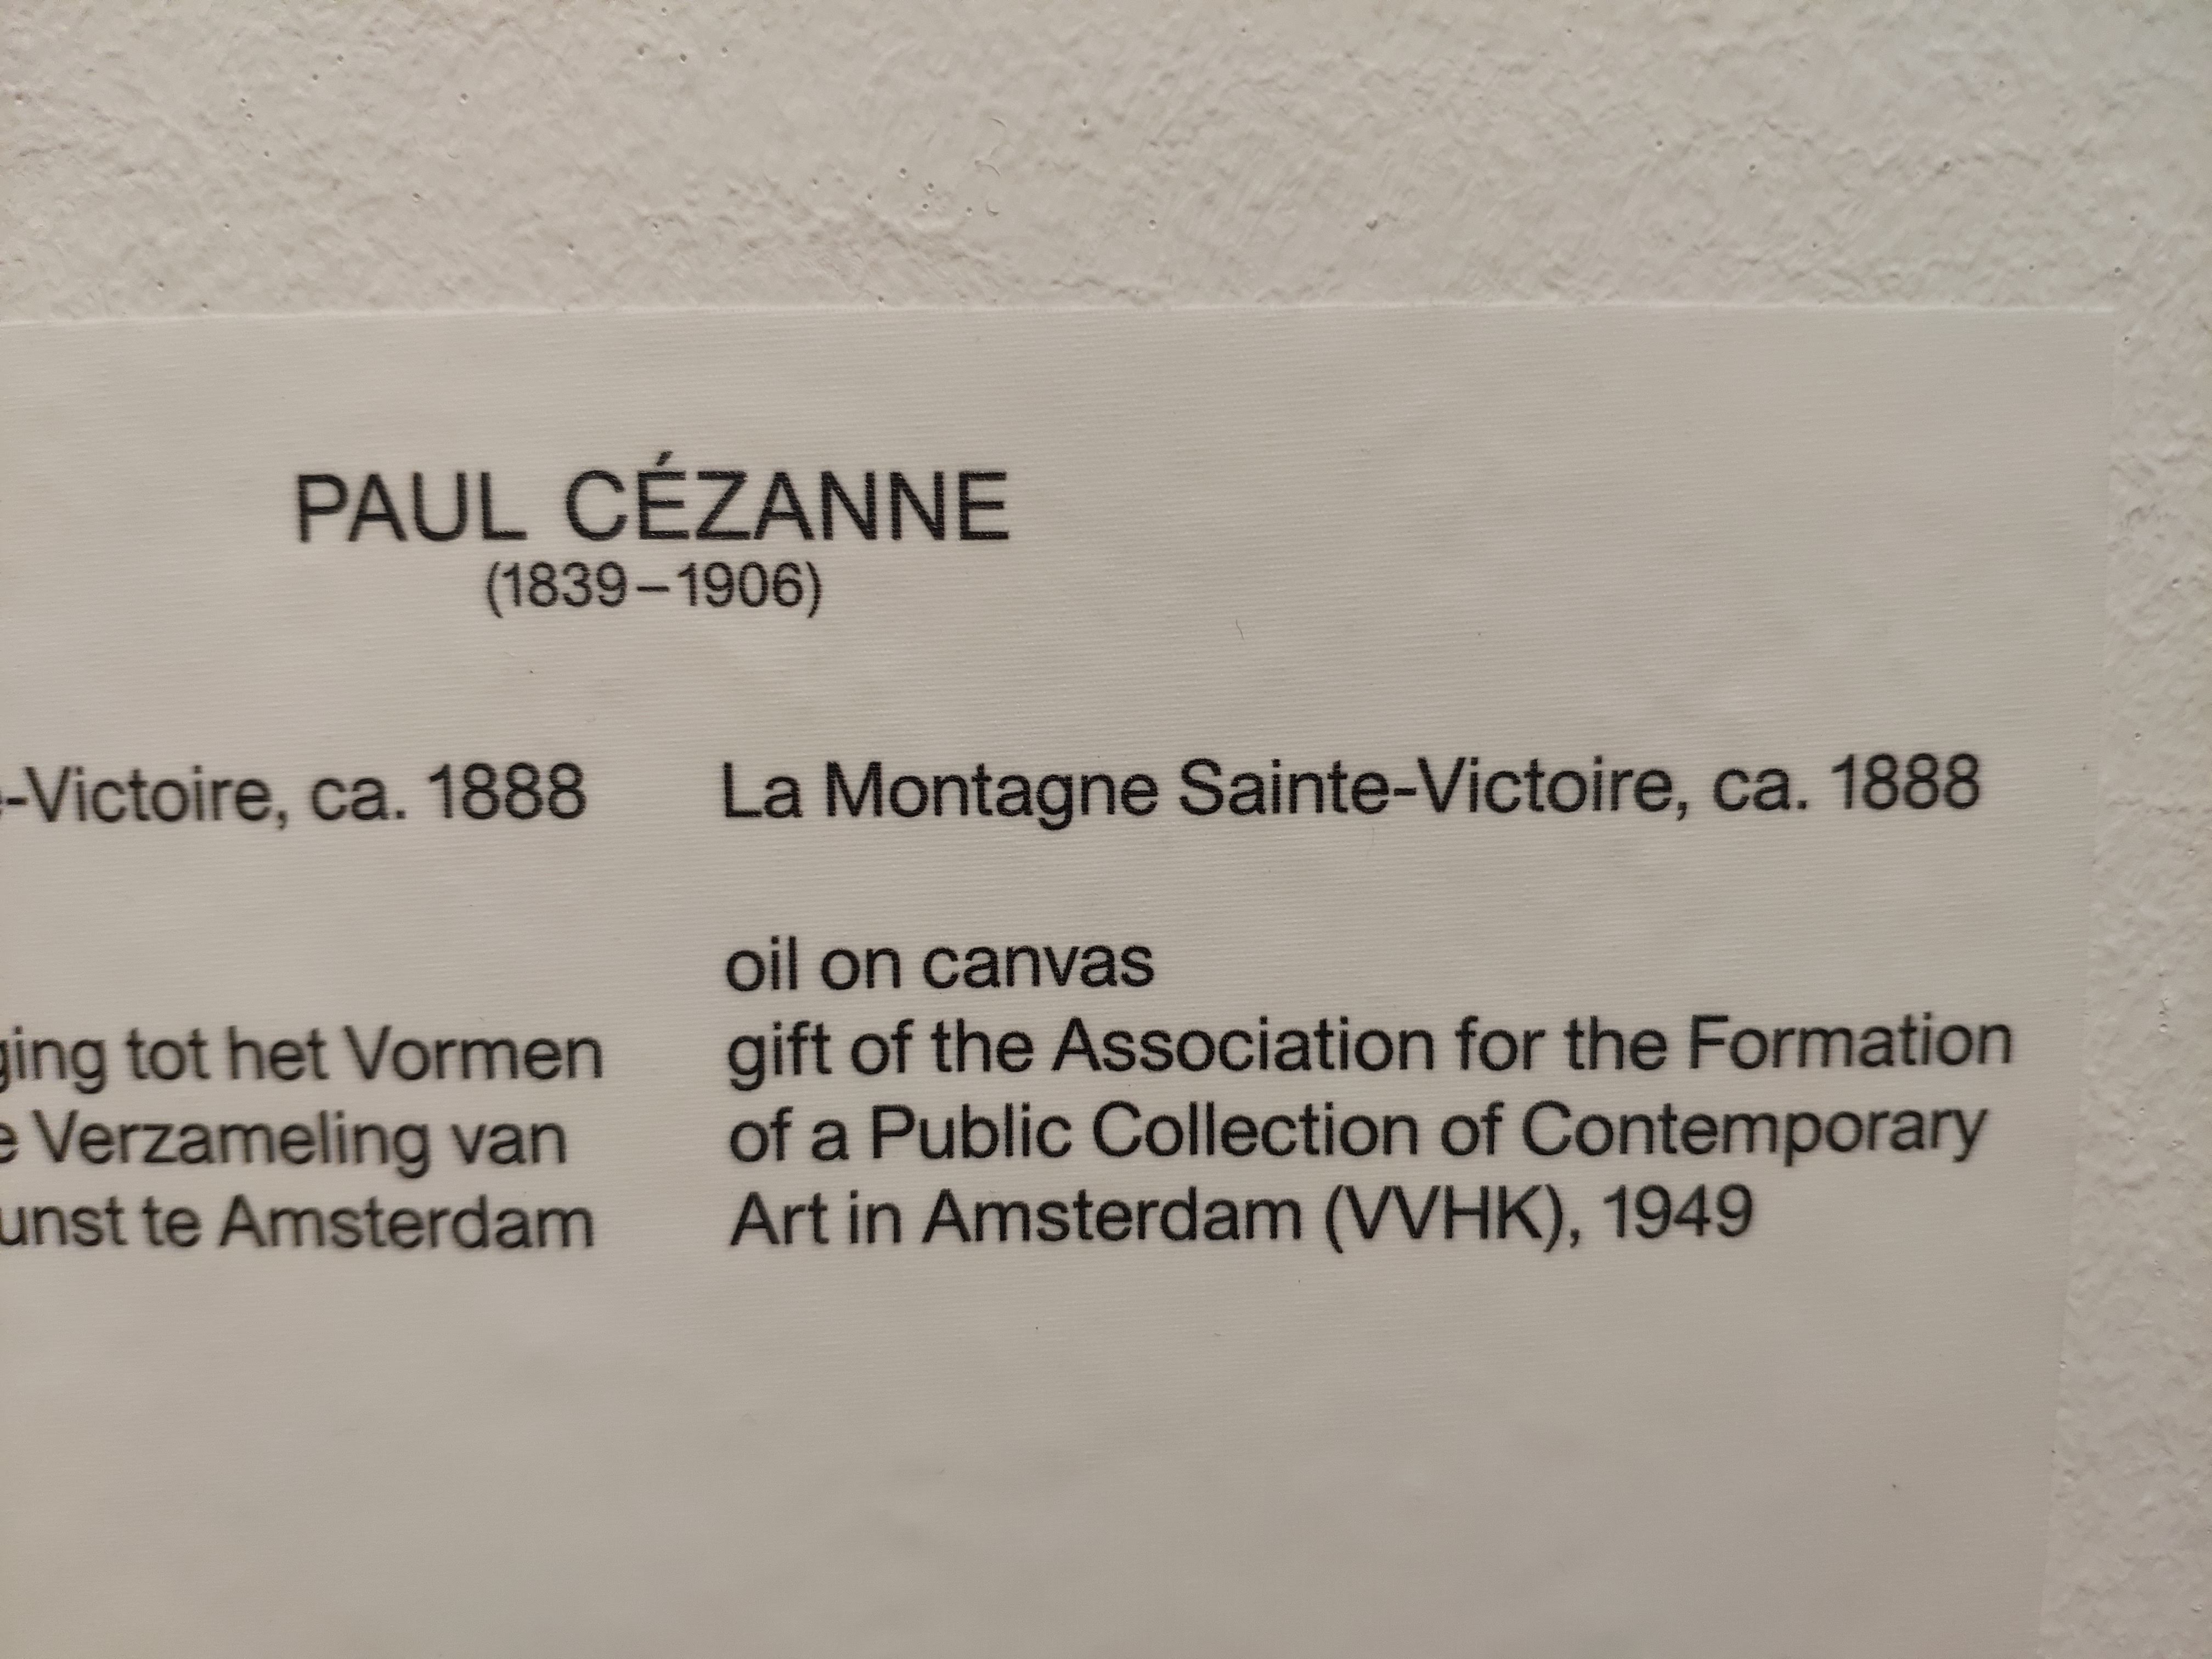 PAUL CÉZANNE
(1839–1906)
-Victoire, ca. 1888
tot het Vormen
Verzameling van
te Amsterdam
La Montagne Sainte-Victoire, ca. 1888
oil on canvas
gift of the Association for the Formation
of a Public Collection of Contemporary
Art in Amsterdam (VVHK), 1949